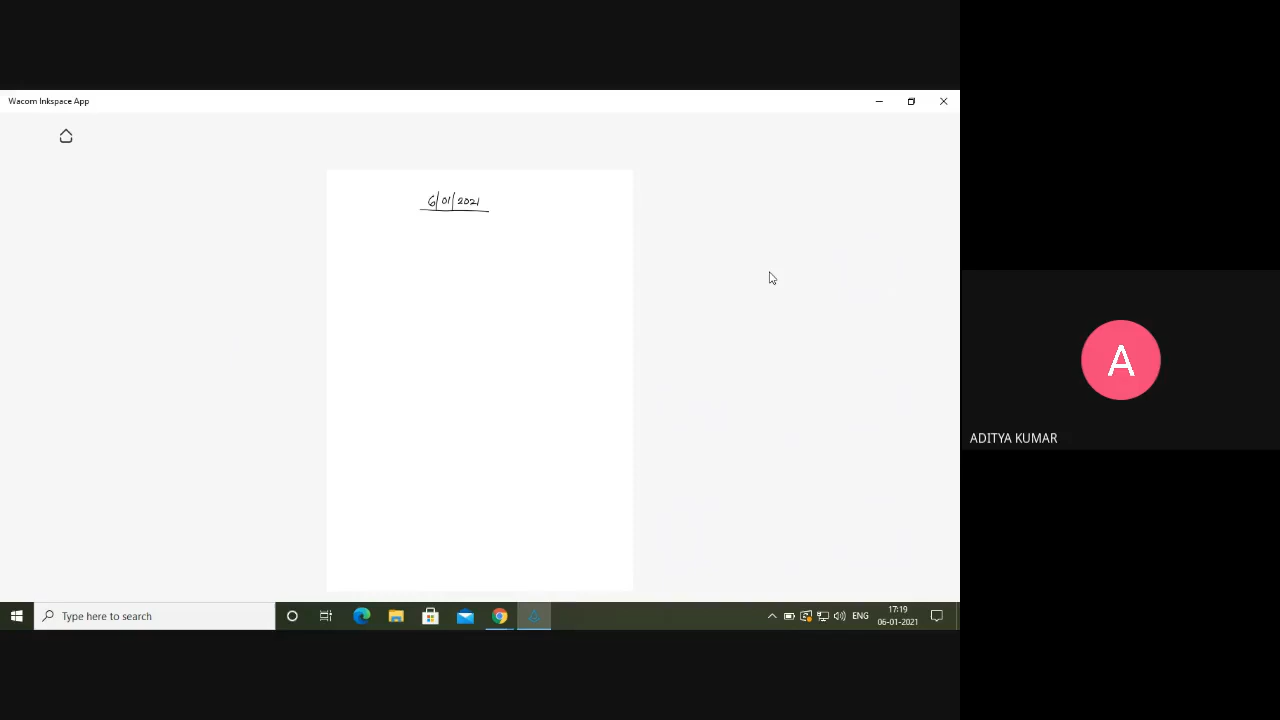 Wacom Inkspace App
6/01/2021
A
ADITYA KUMAR
Type here to search
ENG
17:19
06-01-2021